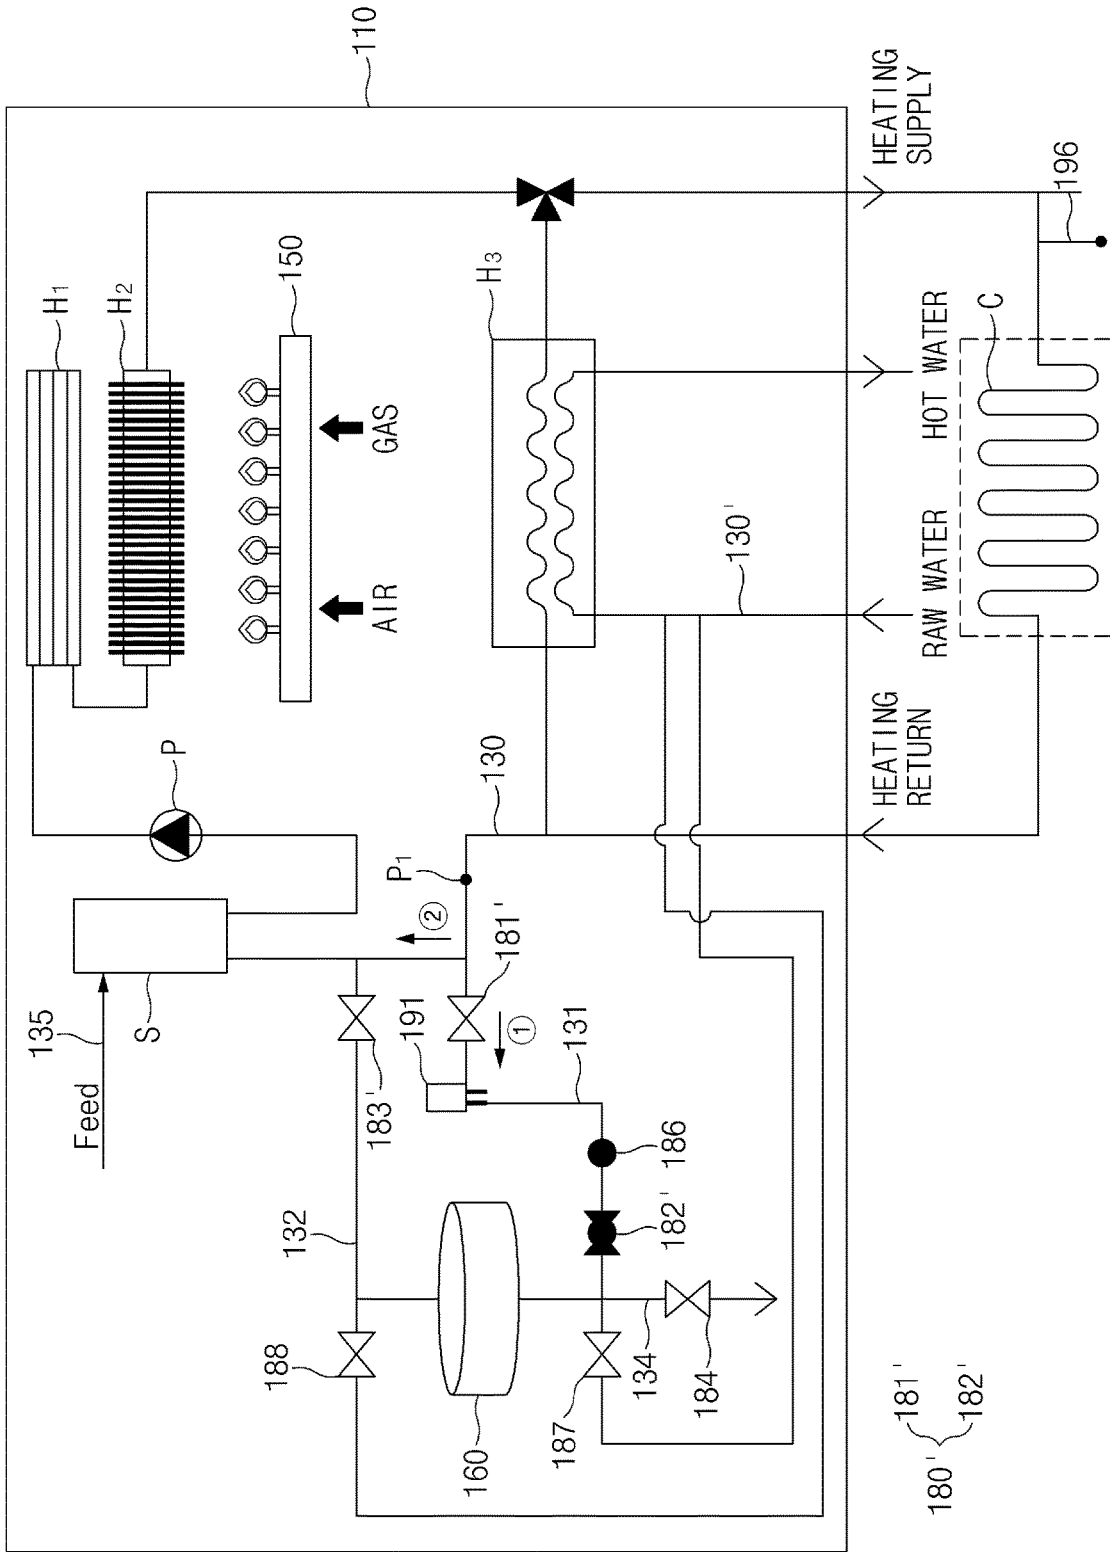 110
HEATING
SUPPLY
196
H1
H2
150
H3
GAS
AIR
HOT WATER
C
RAW WATER
130'
P
130
HEATING
RETURN
P1
②
181'
①
135
S
Feed
191
183'
131
186
182'
132
188
160
187
134
184
180'
181'
182'